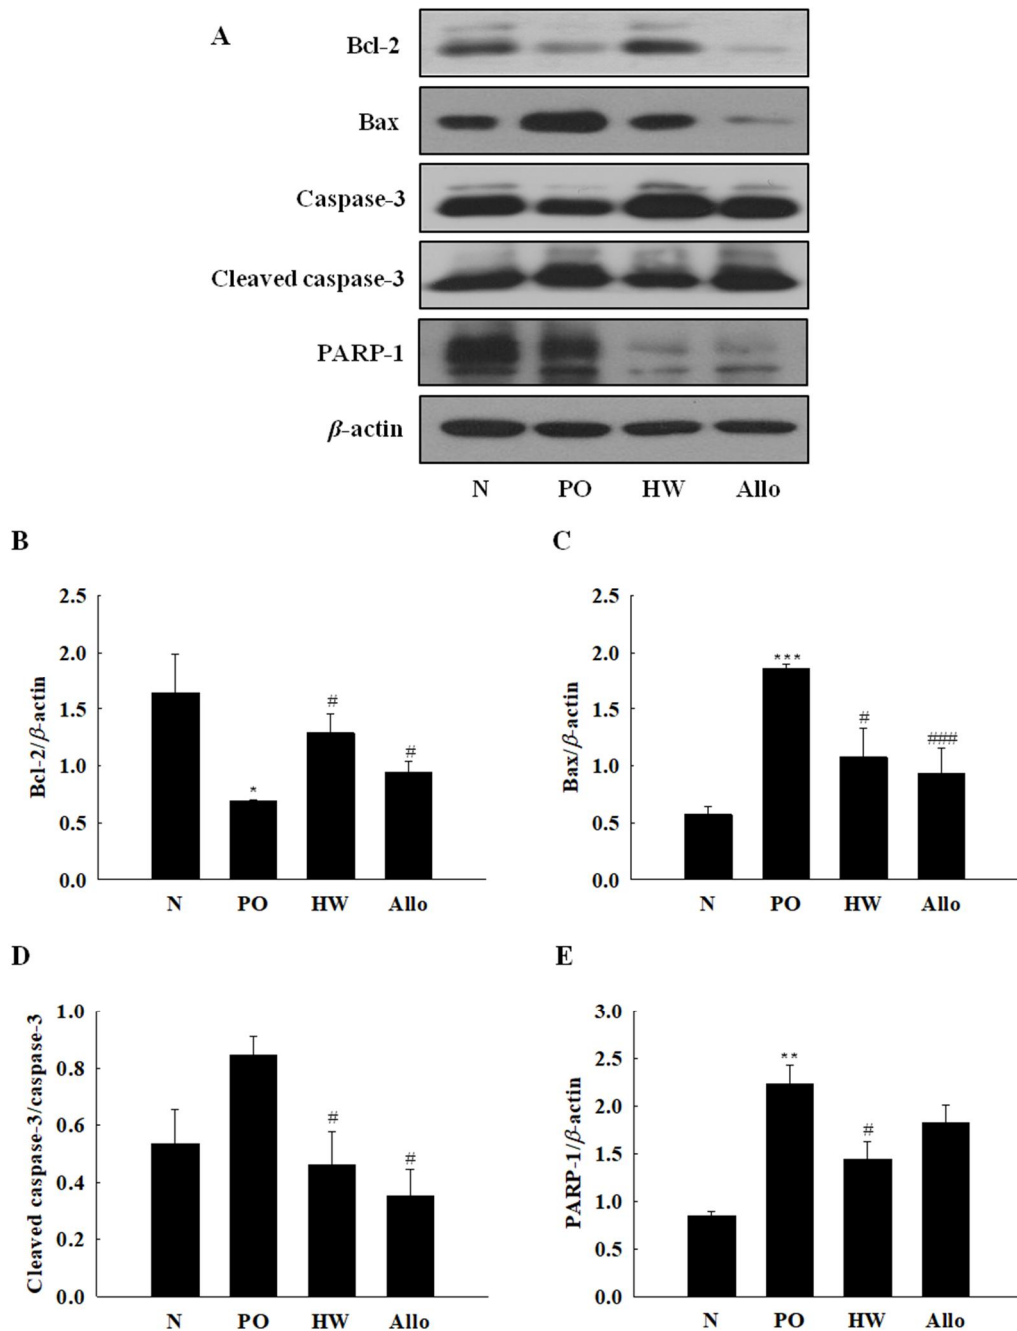 A
Bcl-2
Bax
Caspase-3
Cleaved caspase-3
PARP-1
β-actin
N PO HW Allo
B
Bcl-2/β-actin
2.5
2.0
1.5
1.0
0.5
0.0
*
#
#
N PO HW Allo
C
Bax/β-actin
2.5
2.0
1.5
1.0
0.5
0.0
***
#
###
N PO HW Allo
D
Cleaved caspase-3/caspase-3
1.0
0.8
0.6
0.4
0.2
0.0
#
#
N PO HW Allo
E
PARP-1/β-actin
3.0
2.5
2.0
1.5
1.0
0.5
0.0
**
#
N PO HW Allo